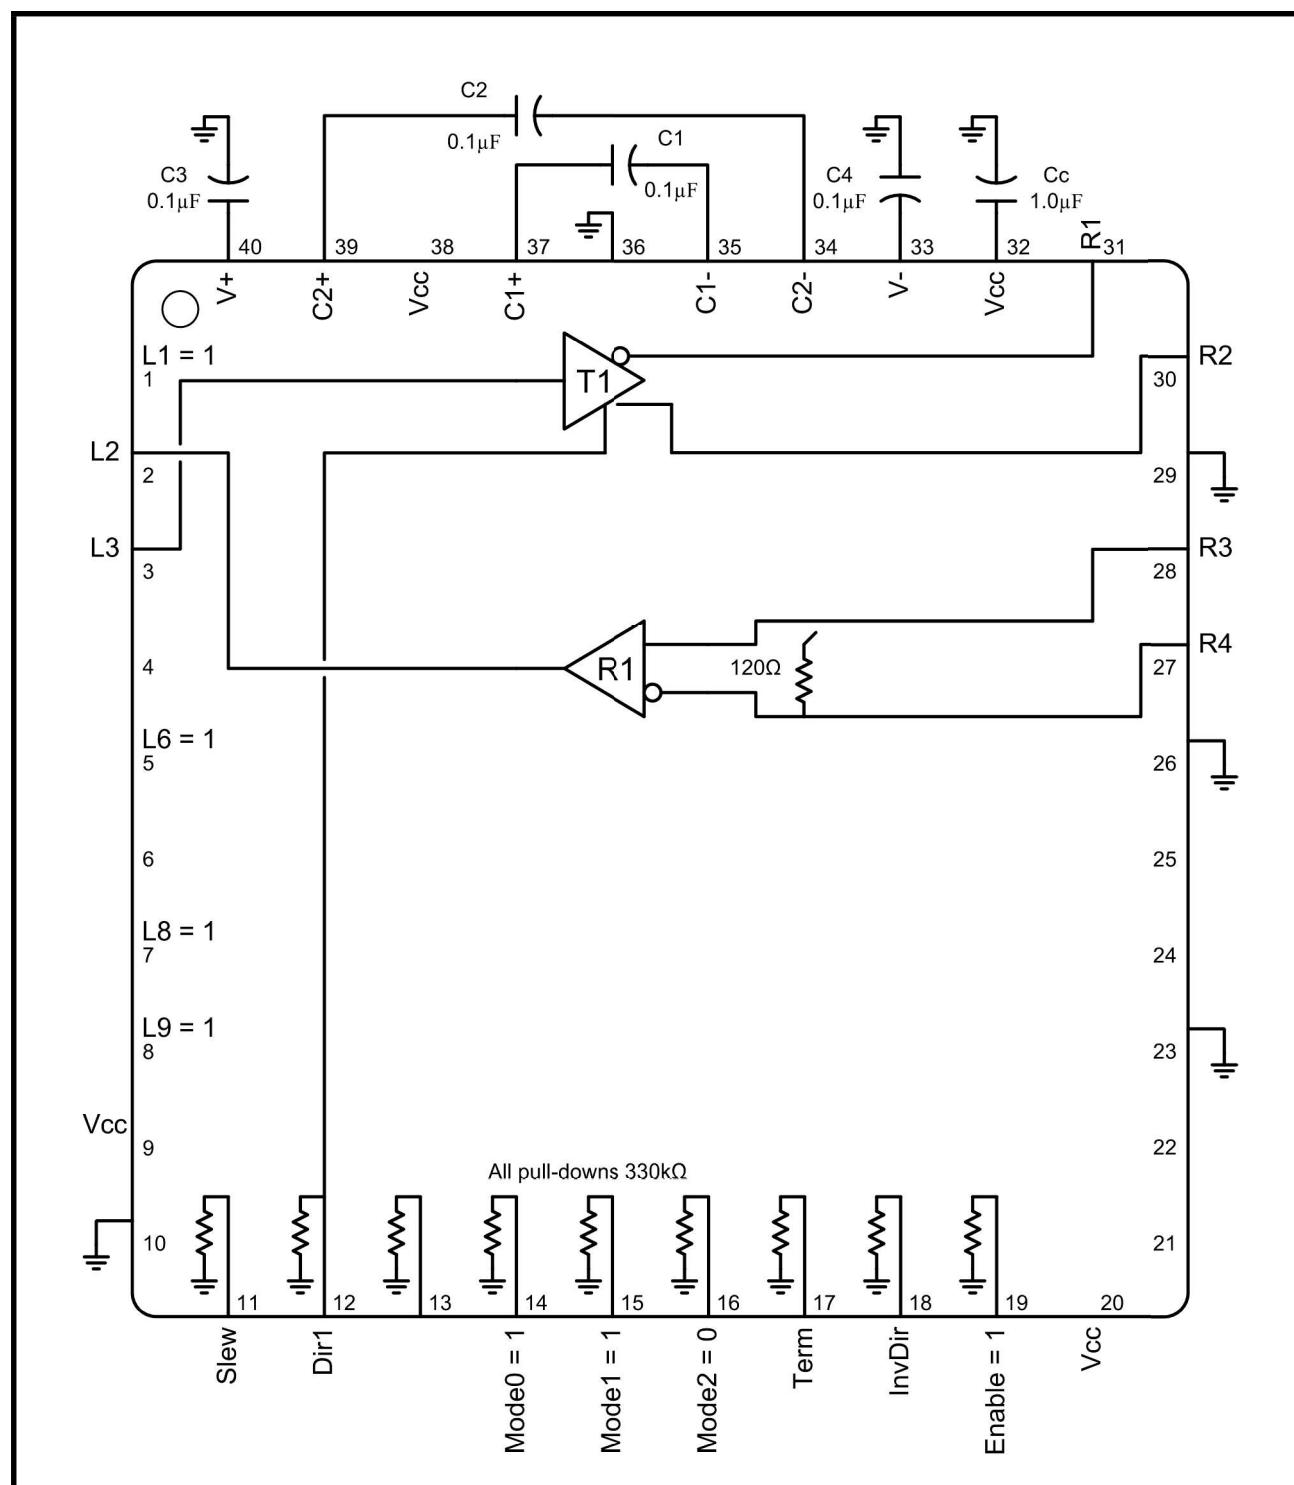 C2
0.1µF
C1
0.1µF
C3
0.1µF
C4
0.1µF
Cc
1.0µF
R1
40
39
38
37
36
35
34
33
32
31
V+
C2+
Vcc
C1+
C1-
C2-
V-
Vcc
L1 = 1
1
T1
R2
30
L2
2
29
L3
3
R3
28
4
R1
120Ω
R4
27
L6 = 1
5
26
6
25
L8 = 1
7
24
L9 = 1
8
23
Vcc
9
22
All pull-downs 330kΩ
10
21
11
12
13
14
15
16
17
18
19
20
Slew
Dir1
Mode0 = 1
Mode1 = 1
Mode2 = 0
Term
InvDir
Enable = 1
Vcc